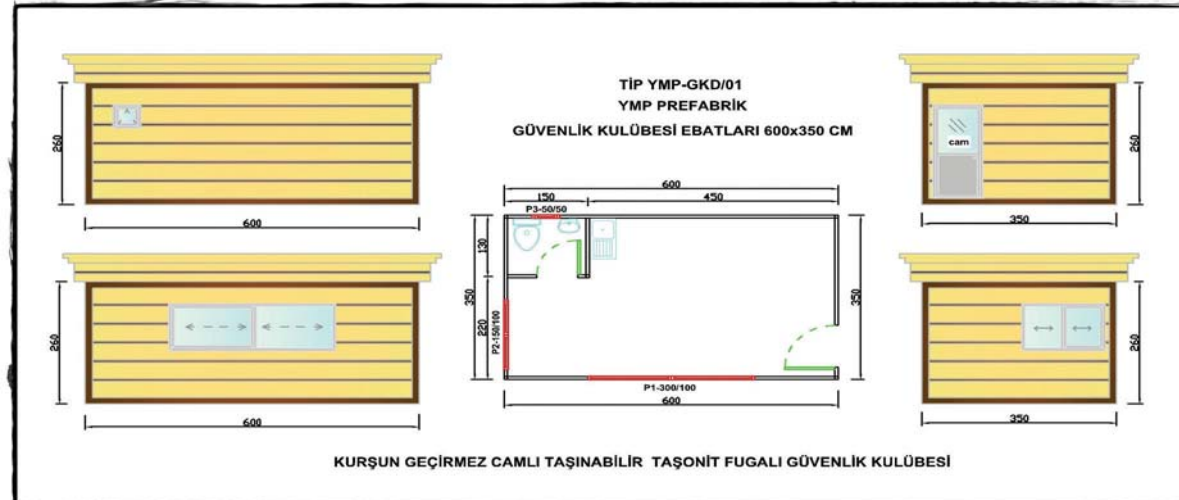 TİP YMP-GKD/01
YMP PREFABRİK
GÜVENLİK KULÜBESİ EBATLARI 600x350 CM
260
600
cam
260
350
600
150
450
P3-50/50
130
350
220
P2-150/100
350
P1-300/100
600
260
600
260
350
KURŞUN GEÇİRMEZ CAMLI TAŞINABİLİR TAŞONİT FUGALI GÜVENLİK KULÜBESİ